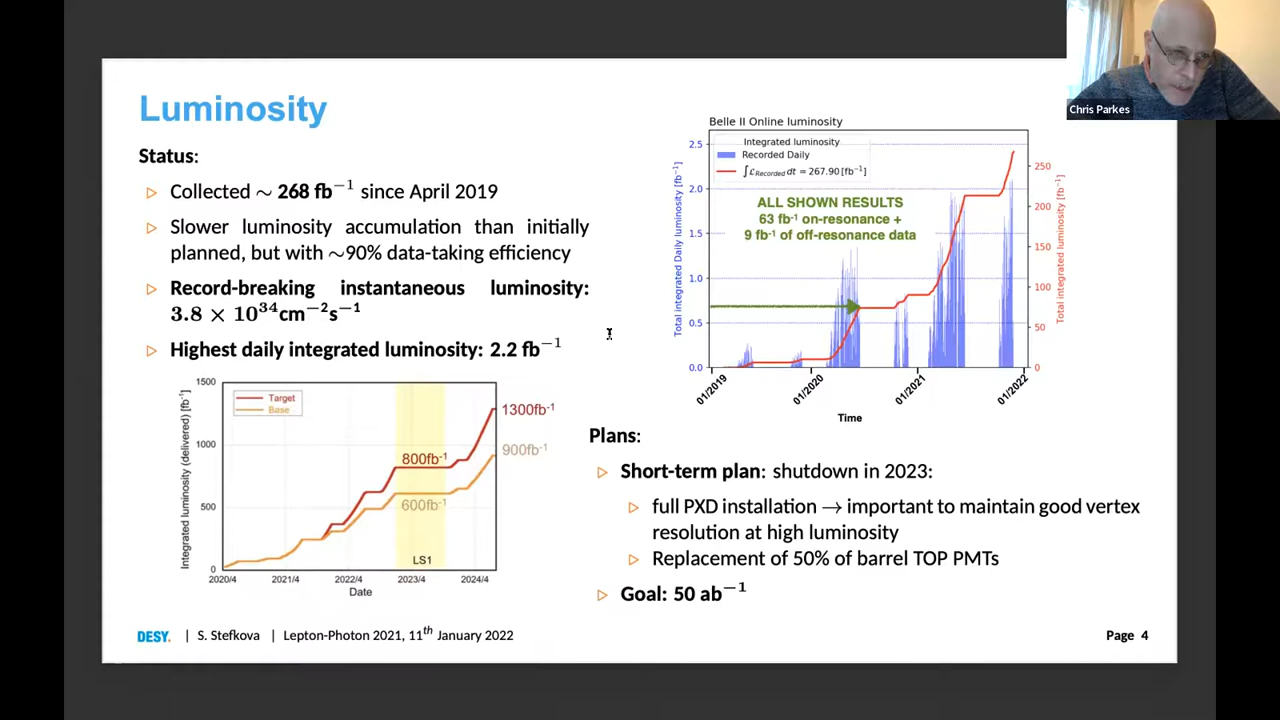 Chris Parkes
Luminosity
Status:
▷ Collected ∼ 268 fb⁻¹ since April 2019
▷ Slower luminosity accumulation than initially
planned, but with ∼90% data-taking efficiency
▷ Record-breaking instantaneous luminosity:
3.8 × 10³⁴cm⁻²s⁻¹
▷ Highest daily integrated luminosity: 2.2 fb⁻¹
1500
1000
500
0
Integrated luminosity (delivered) [fb⁻¹]
Target
Base
1300fb⁻¹
900fb⁻¹
800fb⁻¹
600fb⁻¹
LS1
2020/4 2021/4 2022/4 2023/4 2024/4
Date
Belle II Online luminosity
Integrated luminosity
Recorded Daily
∫ℒ_Recorded dt = 267.90 [fb⁻¹]
ALL SHOWN RESULTS
63 fb⁻¹ on-resonance +
9 fb⁻¹ of off-resonance data
Total integrated Daily luminosity [fb⁻¹]
2.5
2.0
1.5
1.0
0.5
0.0
Total integrated luminosity [fb⁻¹]
250
200
150
100
50
0
01/2019 01/2020 01/2021 01/2022
Time
Plans:
▷ Short-term plan: shutdown in 2023:
▷ full PXD installation → important to maintain good vertex
resolution at high luminosity
▷ Replacement of 50% of barrel TOP PMTs
▷ Goal: 50 ab⁻¹
DESY. | S. Stefkova | Lepton-Photon 2021, 11ᵗʰ January 2022
Page 4